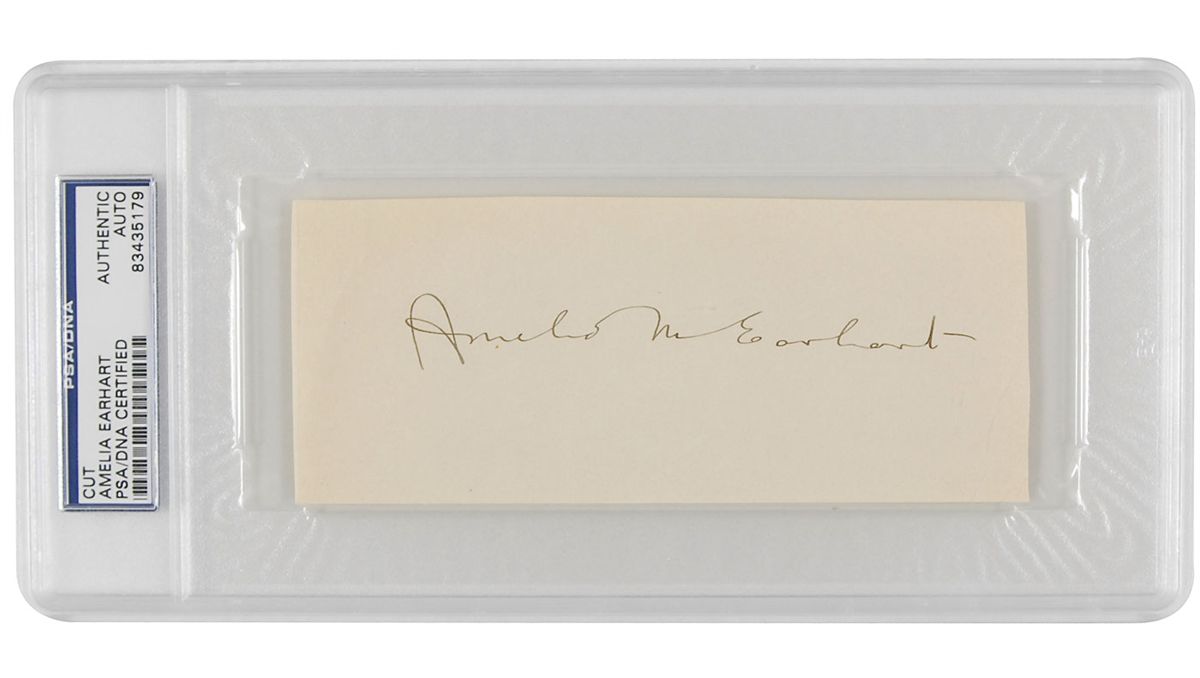 PSA/DNA
CUT
AMELIA EARHART
PSA/DNA CERTIFIED
AUTHENTIC
AUTO
83435179
Amelia M Earhart